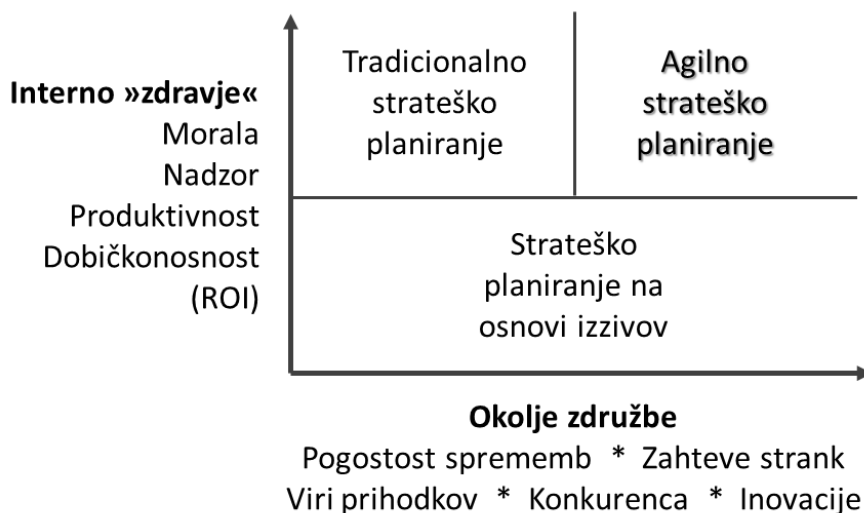 Interno »zdravje«
Morala
Nadzor
Produktivnost
Dobičkonosnost
(ROI)
Tradicionalno
strateško
planiranje
Agilno
strateško
planiranje
Strateško
planiranje na
osnovi izzivov
Okolje združbe
Pogostost sprememb * Zahteve strank
Viri prihodkov * Konkurenca * Inovacije